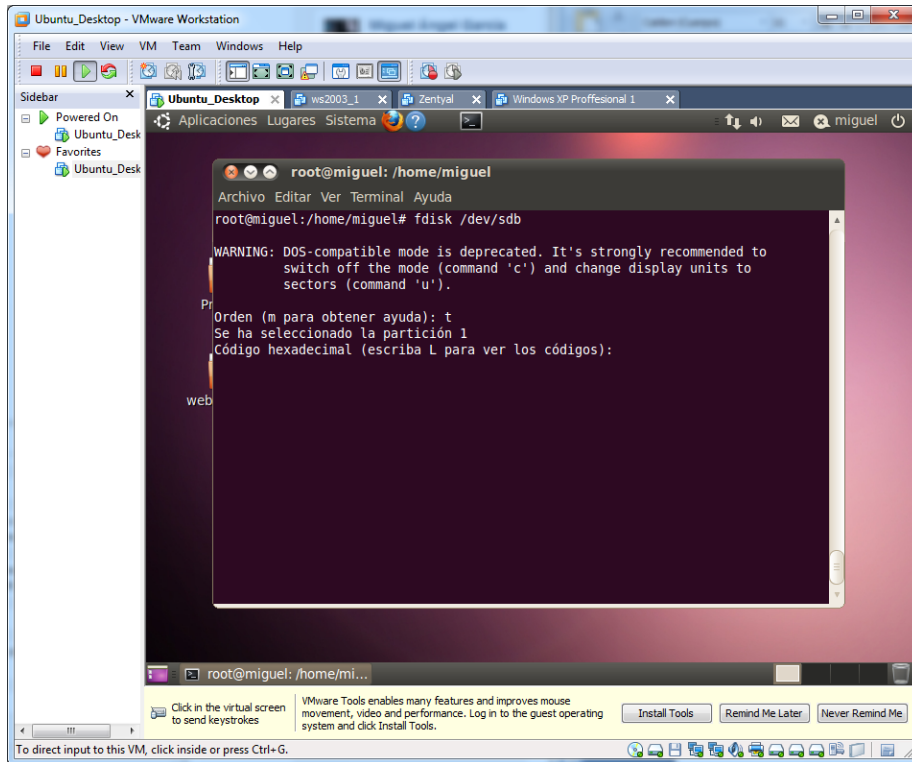 Ubuntu_Desktop - VMware Workstation
File Edit View VM Team Windows Help
Sidebar
Powered On
Ubuntu_Desk
Favorites
Ubuntu_Desk
Ubuntu_Desktop ws2003_1 Zentyal Windows XP Proffesional 1
Aplicaciones Lugares Sistema miguel
root@miguel: /home/miguel
Archivo Editar Ver Terminal Ayuda
root@miguel:/home/miguel# fdisk /dev/sdb
WARNING: DOS-compatible mode is deprecated. It's strongly recommended to
switch off the mode (command 'c') and change display units to
sectors (command 'u').
Orden (m para obtener ayuda): t
Se ha seleccionado la partición 1
Código hexadecimal (escriba L para ver los códigos):
Pr
web
root@miguel: /home/mi...
Click in the virtual screen
to send keystrokes
VMware Tools enables many features and improves mouse
movement, video and performance. Log in to the guest operating
system and click Install Tools.
Install Tools Remind Me Later Never Remind Me
To direct input to this VM, click inside or press Ctrl+G.